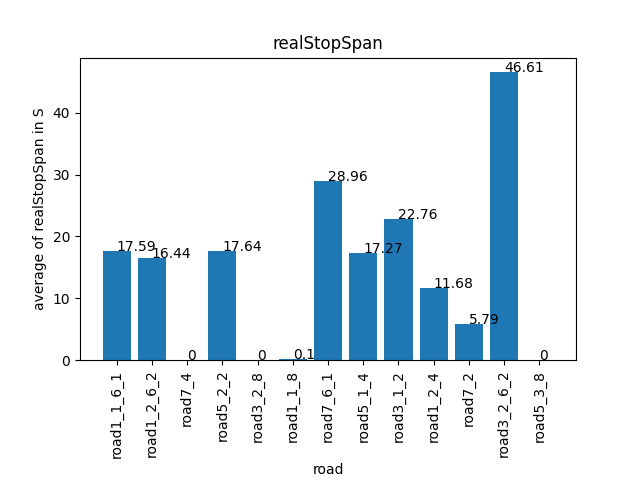 realStopSpan
average of realStopSpan in S
40
30
20
10
0
17.59
16.44
0
17.64
0
0.1
28.96
17.27
22.76
11.68
5.79
46.61
0
road1_1_6_1
road1_2_6_2
road7_4
road5_2_2
road3_2_8
road1_1_8
road7_6_1
road5_1_4
road3_1_2
road1_2_4
road7_2
road3_2_6_2
road5_3_8
road